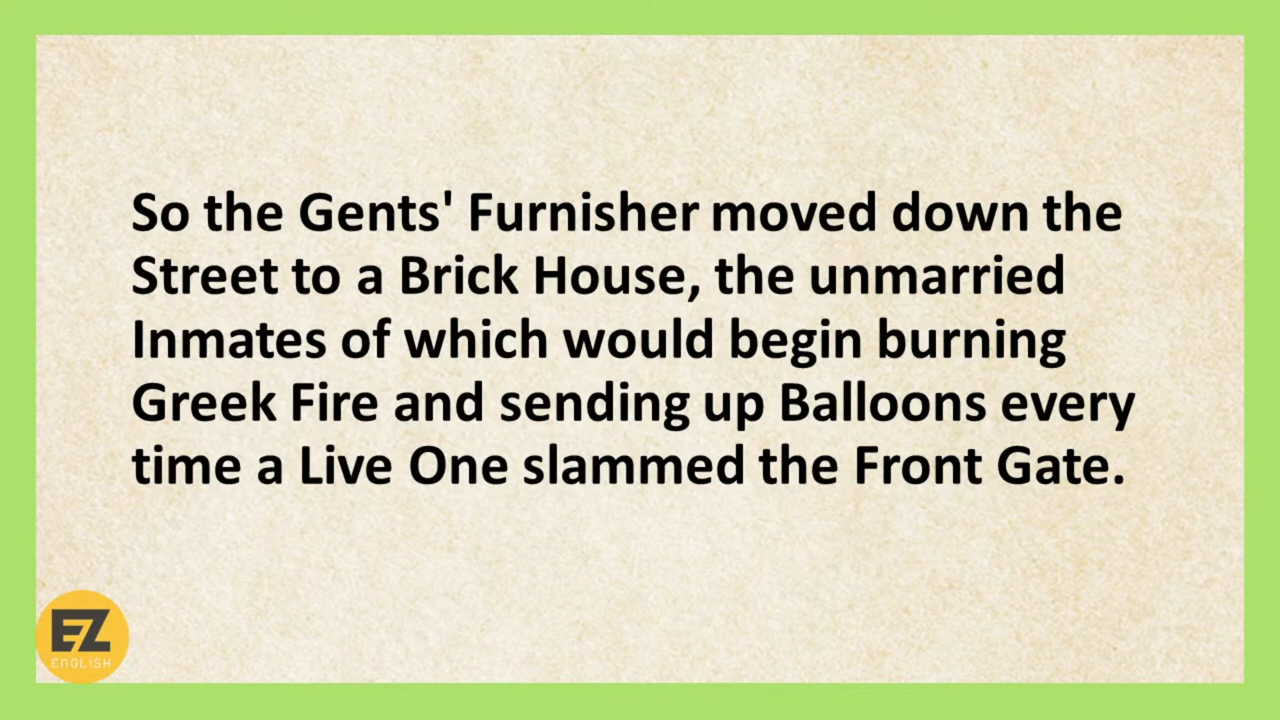 So the Gents' Furnisher moved down the
Street to a Brick House, the unmarried
Inmates of which would begin burning
Greek Fire and sending up Balloons every
time a Live One slammed the Front Gate.
EZ
ENGLISH